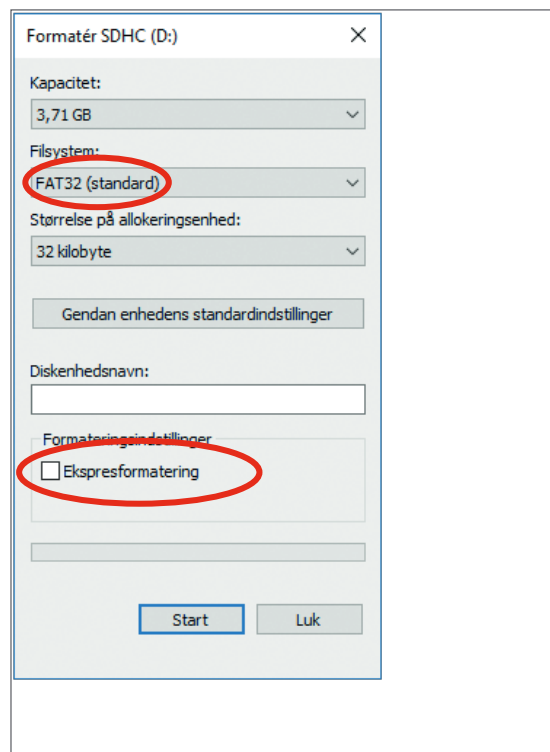 Formatér SDHC (D:)
Kapacitet:
3,71 GB
Filsystem:
FAT32 (standard)
Størrelse på allokeringsenhed:
32 kilobyte
Gendan enhedens standardindstillinger
Diskenhedsnavn:
Formateringsindstillinger
Ekspresformatering
Start
Luk